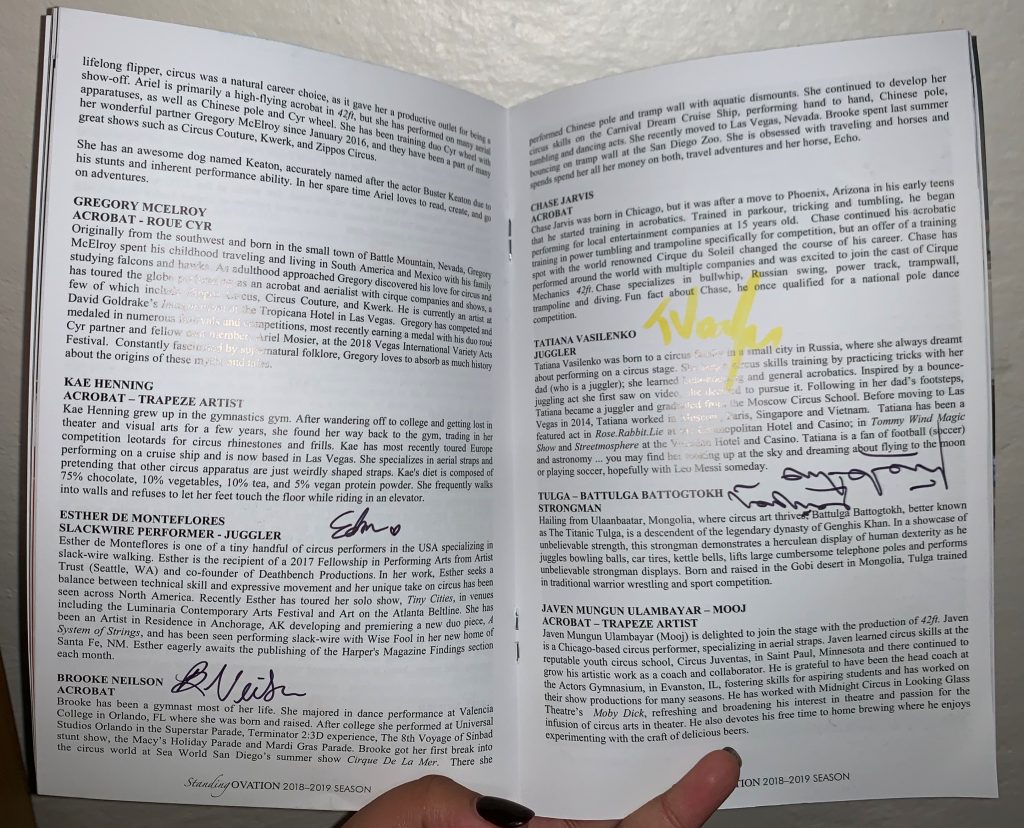 lifelong flipper, circus was a natural career choice, as it gave her a productive outlet for being a
show-off. Ariel is primarily a high-flying acrobat in 42ft, but she has performed on many aerial
apparatuses, as well as Chinese pole and Cyr wheel. She has been training duo Cyr wheel with
her wonderful partner Gregory McElroy since January 2016, and they have been a part of many
great shows such as Circus Couture, Kwerk, and Zippos Circus.
She has an awesome dog named Keaton, accurately named after the actor Buster Keaton due to
his stunts and inherent performance ability. In her spare time Ariel loves to read, create, and go
on adventures.
GREGORY MCELROY
ACROBAT - ROUE CYR
Originally from the southwest and born in the small town of Battle Mountain, Nevada, Gregory
McElroy spent his childhood traveling and living in South America and Mexico with his family
studying falcons and hawks. As adulthood approached Gregory discovered his love for circus and
has toured the globe performing as an acrobat and aerialist with cirque companies and shows, a
few of which include Zippos Circus, Circus Couture, and Kwerk. He is currently an artist at
David Goldrake's at the Tropicana Hotel in Las Vegas. Gregory has competed and
medaled in numerous festivals and competitions, most recently earning a medal with his duo roué
Cyr partner and fellow cast member, Ariel Mosier, at the 2018 Vegas International Variety Acts
Festival. Constantly fascinated by supernatural folklore, Gregory loves to absorb as much history
about the origins of these myths and tales.
KAE HENNING
ACROBAT – TRAPEZE ARTIST
Kae Henning grew up in the gymnastics gym. After wandering off to college and getting lost in
theater and visual arts for a few years, she found her way back to the gym, trading in her
competition leotards for circus rhinestones and frills. Kae has most recently toured Europe
performing on a cruise ship and is now based in Las Vegas. She specializes in aerial straps and
pretending that other circus apparatus are just weirdly shaped straps. Kae's diet is composed of
75% chocolate, 10% vegetables, 10% tea, and 5% vegan protein powder. She frequently walks
into walls and refuses to let her feet touch the floor while riding in an elevator.
ESTHER DE MONTEFLORES
SLACKWIRE PERFORMER - JUGGLER
Esther de Monteflores is one of a tiny handful of circus performers in the USA specializing in
slack-wire walking. Esther is the recipient of a 2017 Fellowship in Performing Arts from Artist
Trust (Seattle, WA) and co-founder of Deathbench Productions. In her work, Esther seeks a
balance between technical skill and expressive movement and her unique take on circus has been
seen across North America. Recently Esther has toured her solo show, Tiny Cities, in venues
including the Luminaria Contemporary Arts Festival and Art on the Atlanta Beltline. She has
been an Artist in Residence in Anchorage, AK developing and premiering a new duo piece, A
System of Strings, and has been seen performing slack-wire with Wise Fool in her new home of
Santa Fe, NM. Esther eagerly awaits the publishing of the Harper's Magazine Findings section
each month.
BROOKE NEILSON B Neilson
ACROBAT
Brooke has been a gymnast most of her life. She majored in dance performance at Valencia
College in Orlando, FL where she was born and raised. After college she performed at Universal
Studios Orlando in the Superstar Parade, Terminator 2:3D experience, The 8th Voyage of Sinbad
stunt show, the Macy's Holiday Parade and Mardi Gras Parade. Brooke got her first break into
the circus world at Sea World San Diego's summer show Cirque De La Mer. There she
Standing OVATION 2018–2019 SEASON
performed Chinese pole and tramp wall with aquatic dismounts. She continued to develop her
circus skills on the Carnival Dream Cruise Ship, performing hand to hand, Chinese pole,
tumbling and dancing acts. She recently moved to Las Vegas, Nevada. Brooke spent last summer
bouncing on tramp wall at the San Diego Zoo. She is obsessed with traveling and horses and
spends spend her all her money on both, travel adventures and her horse, Echo.
CHASE JARVIS
ACROBAT
Chase Jarvis was born in Chicago, but it was after a move to Phoenix, Arizona in his early teens
that he started training in acrobatics. Trained in parkour, tricking and tumbling, he began
performing for local entertainment companies at 15 years old. Chase continued his acrobatic
training in power tumbling and trampoline specifically for competition, but an offer of a training
spot with the world renowned Cirque du Soleil changed the course of his career. Chase has
performed around the world with multiple companies and was excited to join the cast of Cirque
Mechanics 42ft. Chase specializes in bullwhip, Russian swing, power track, trampwall,
trampoline and diving. Fun fact about Chase, he once qualified for a national pole dance
competition.
TATIANA VASILENKO
JUGGLER
Tatiana Vasilenko was born to a circus family in a small city in Russia, where she always dreamt
about performing on a circus stage. She began circus skills training by practicing tricks with her
dad (who is a juggler); she learned and general acrobatics. Inspired by a bounce-
juggling act she first saw on video, she decided to pursue it. Following in her dad's footsteps,
Tatiana became a juggler and graduated from the Moscow Circus School. Before moving to Las
Vegas in 2014, Tatiana worked in Paris, Singapore and Vietnam. Tatiana has been a
featured act in Rose.Rabbit.Lie at Cosmopolitan Hotel and Casino; in Tommy Wind Magic
Show and Streetmosphere at the Venetian Hotel and Casino. Tatiana is a fan of football (soccer)
and astronomy ... you may find her looking up at the sky and dreaming about flying to the moon
or playing soccer, hopefully with Leo Messi someday.
TULGA – BATTULGA BATTOGTOKH
STRONGMAN
Hailing from Ulaanbaatar, Mongolia, where circus art thrives, Battulga Battogtokh, better known
as The Titanic Tulga, is a descendent of the legendary dynasty of Genghis Khan. In a showcase of
unbelievable strength, this strongman demonstrates a herculean display of human dexterity as he
juggles bowling balls, car tires, kettle bells, lifts large cumbersome telephone poles and performs
unbelievable strongman displays. Born and raised in the Gobi desert in Mongolia, Tulga trained
in traditional warrior wrestling and sport competition.
JAVEN MUNGUN ULAMBAYAR – MOOJ
ACROBAT – TRAPEZE ARTIST
Javen Mungun Ulambayar (Mooj) is delighted to join the stage with the production of 42ft. Javen
is a Chicago-based circus performer, specializing in aerial straps. Javen learned circus skills at the
reputable youth circus school, Circus Juventas, in Saint Paul, Minnesota and there continued to
grow his artistic work as a coach and collaborator. He is grateful to have been the head coach at
the Actors Gymnasium, in Evanston, IL, fostering skills for aspiring students and has worked on
their show productions for many seasons. He has worked with Midnight Circus in Looking Glass
Theatre's Moby Dick, refreshing and broadening his interest in theatre and passion for the
infusion of circus arts in theater. He also devotes his free time to home brewing where he enjoys
experimenting with the craft of delicious beers.
TION 2018–2019 SEASON